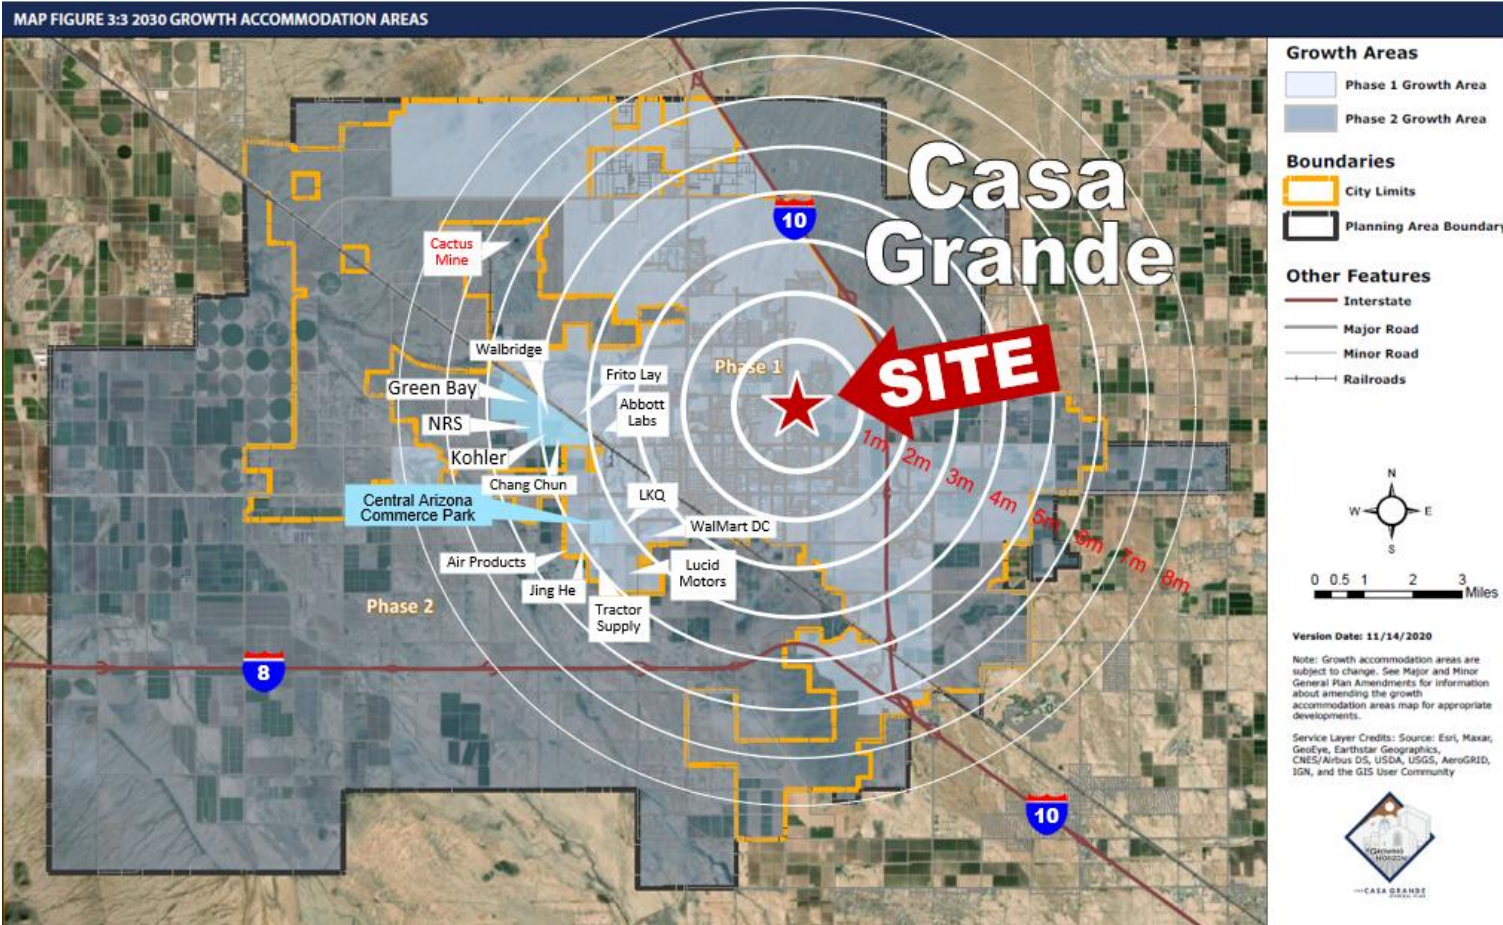 MAP FIGURE 3:3 2030 GROWTH ACCOMMODATION AREAS
Casa
Grande
10
Cactus
Mine
Walbridge
Green Bay
Frito Lay
Phase 1
SITE
Abbott
Labs
NRS
Kohler
Chang Chun
1m
2m
3m
4m
5m
6m
7m
8m
Central Arizona
Commerce Park
LKQ
WalMart DC
Air Products
Lucid
Motors
Jing He
Tractor
Supply
Phase 2
8
10
Growth Areas
Phase 1 Growth Area
Phase 2 Growth Area
Boundaries
City Limits
Planning Area Boundary
Other Features
Interstate
Major Road
Minor Road
Railroads
N
W E
S
0 0.5 1 2 3
Miles
Version Date: 11/14/2020
Note: Growth accommodation areas are
subject to change. See Major and Minor
General Plan Amendments for information
about amending the growth
accommodation areas map for appropriate
developments.
Service Layer Credits: Source: Esri, Maxar,
GeoEye, Earthstar Geographics,
CNES/Airbus DS, USDA, USGS, AeroGRID,
IGN, and the GIS User Community
GROWING
HORIZON
CASA GRANDE
GENERAL PLAN